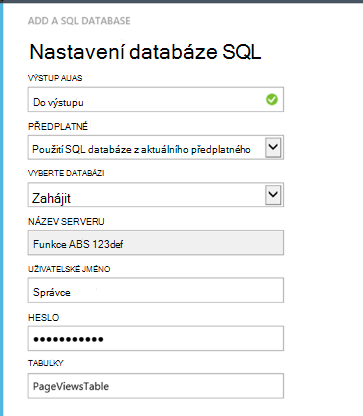 ADD A SQL DATABASE
Nastavení databáze SQL
VÝSTUP AUAS
Do výstupu
PŘEDPLATNÉ
Použití SQL databáze z aktuálního předplatného
VYBERTE DATABÁZI
Zahájit
NÁZEV SERVERU
Funkce ABS 123def
UŽIVATELSKÉ JMÉNO
Správce
HESLO
●●●●●●●●●●●
TABULKY
PageViewsTable